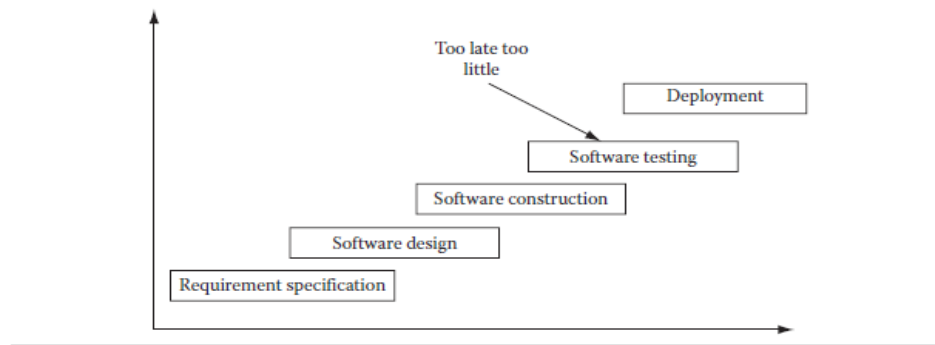 Too late too
little
Deployment
Software testing
Software construction
Software design
Requirement specification